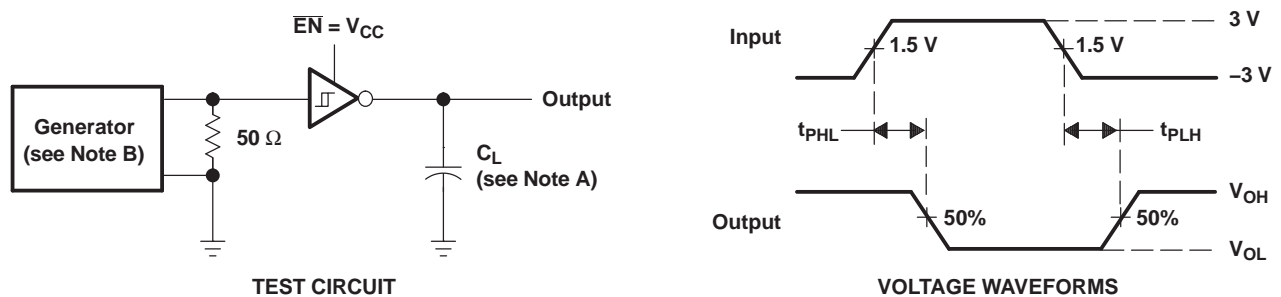 EN = VCC
Generator
(see Note B)
50 Ω
Output
CL
(see Note A)
TEST CIRCUIT
Input
1.5 V
1.5 V
3 V
–3 V
tPHL
tPLH
Output
50%
50%
VOH
VOL
VOLTAGE WAVEFORMS